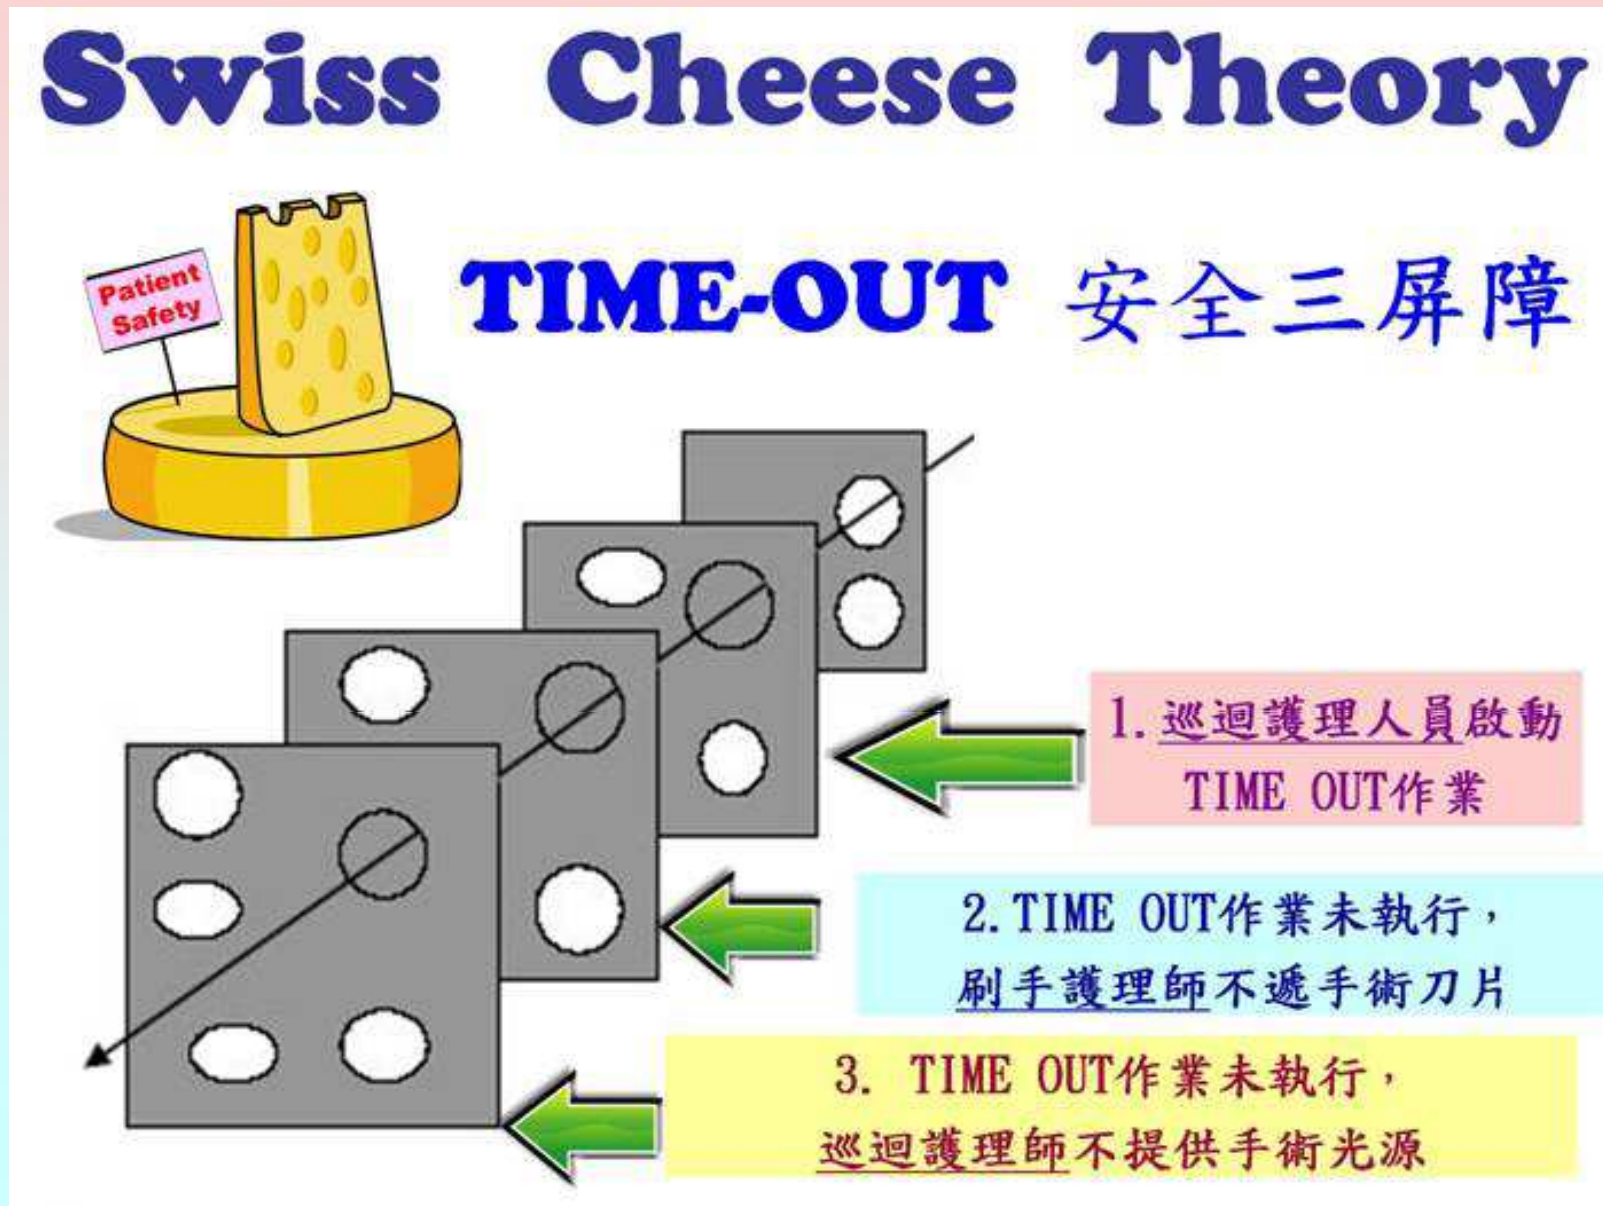 Swiss Cheese Theory
Patient
Safety
TIME-OUT 安全三屏障
1.巡迴護理人員啟動
TIME OUT作業
2.TIME OUT作業未執行，
刷手護理師不遞手術刀片
3. TIME OUT作業未執行，
巡迴護理師不提供手術光源